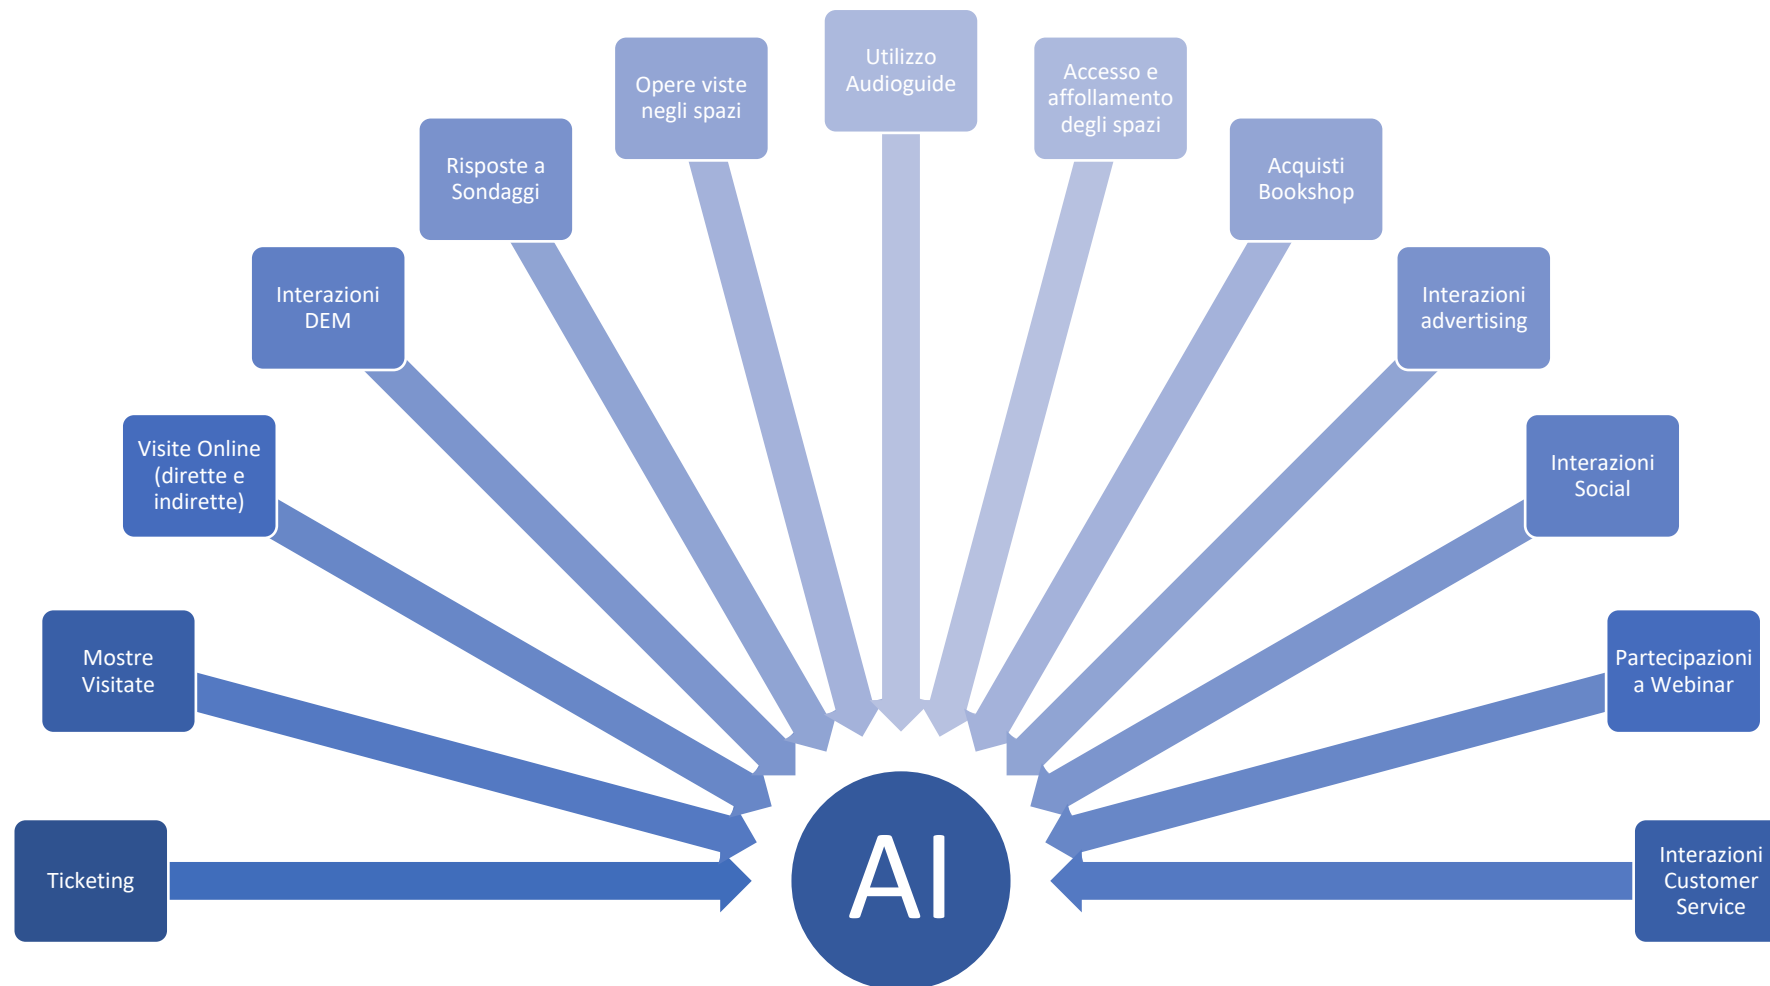 Utilizzo
Audioguide
Opere viste
negli spazi
Accesso e
affollamento
degli spazi
Risposte a
Sondaggi
Acquisti
Bookshop
Interazioni
DEM
Interazioni
advertising
Visite Online
(dirette e
indirette)
Interazioni
Social
Mostre
Visitate
Partecipazioni
a Webinar
Ticketing
AI
Interazioni
Customer
Service